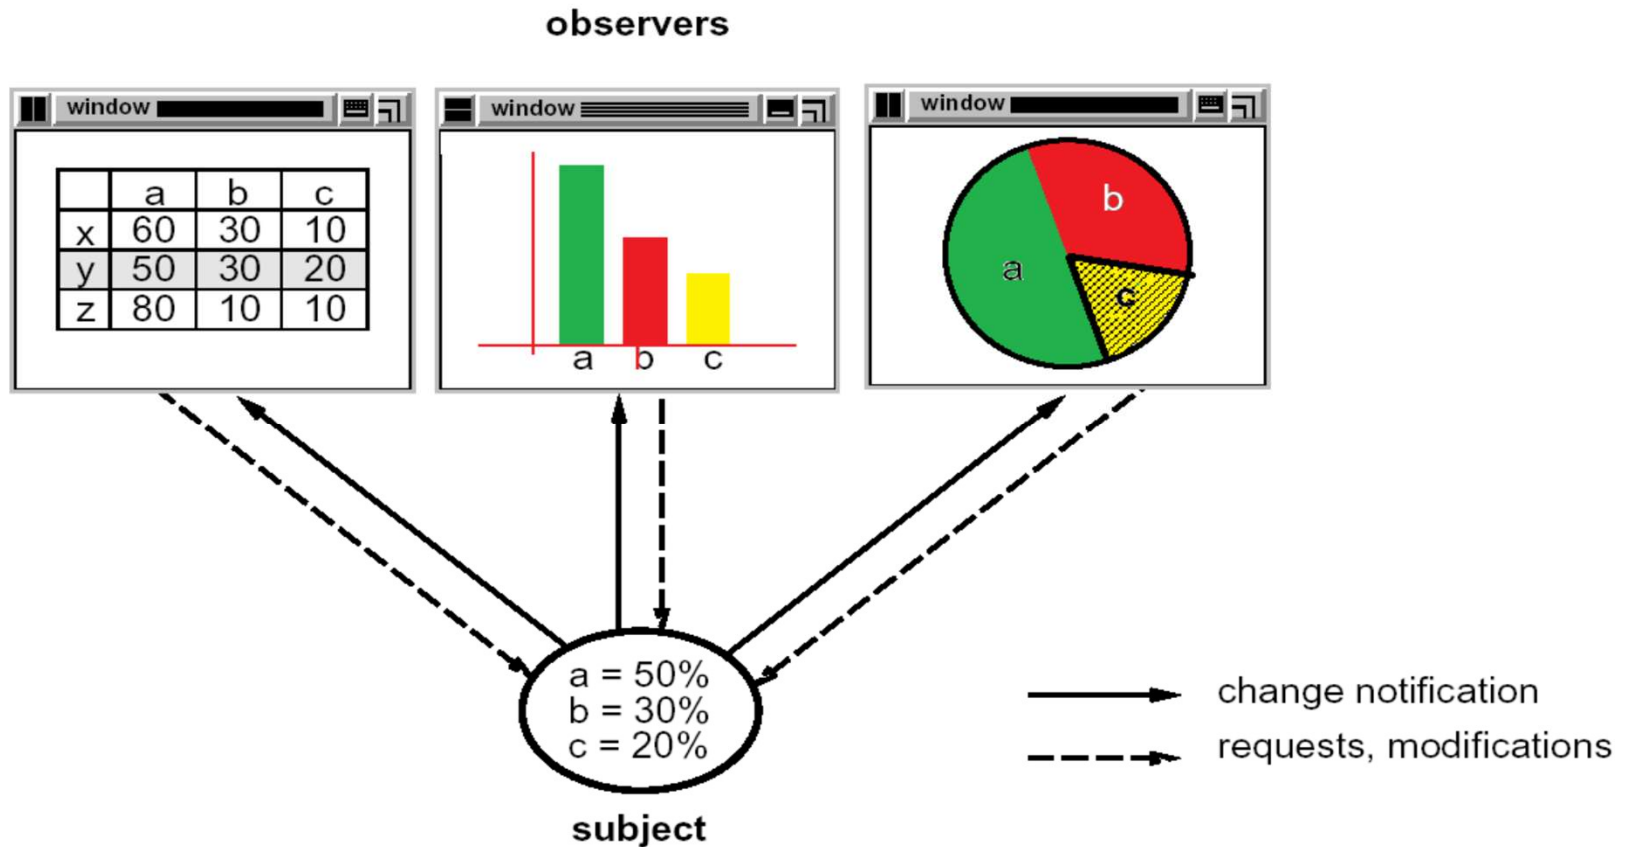 observers
window
a b c
x 60 30 10
y 50 30 20
z 80 10 10
window
a b c
window
b
a
c
a = 50%
b = 30%
c = 20%
subject
change notification
requests, modifications